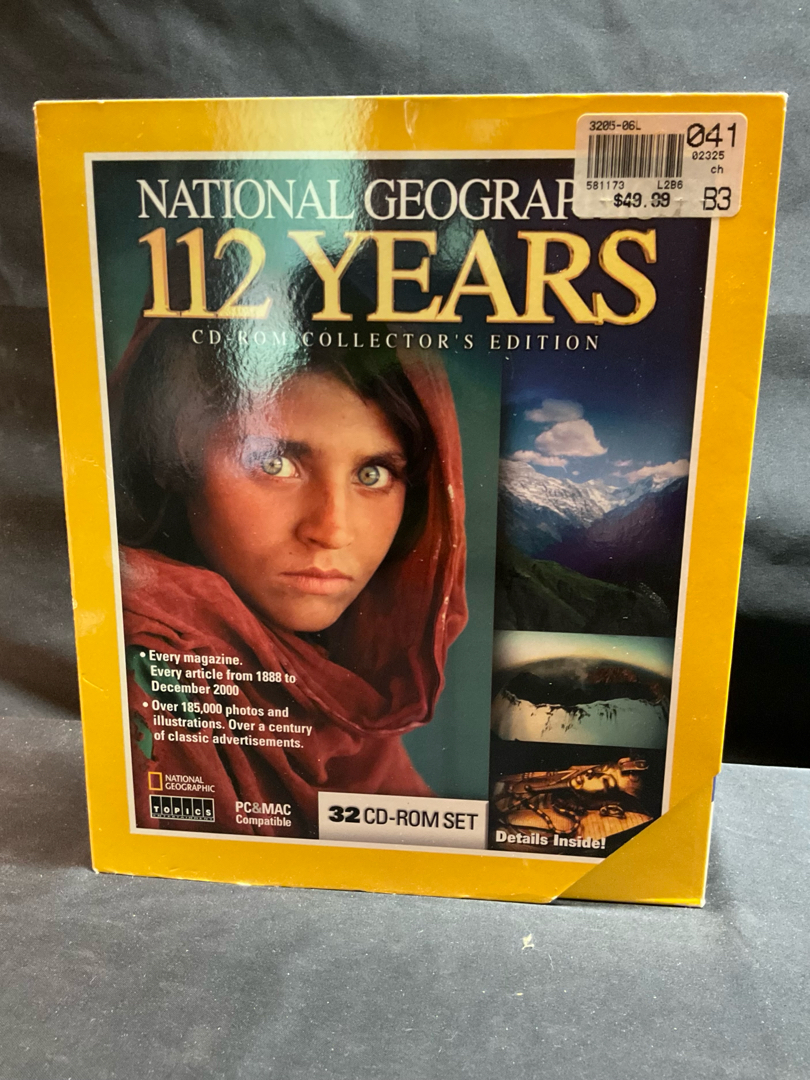 3205-06L
041
02325
ch
581173 L2B6
$49.99
B3
NATIONAL GEOGRAP
112 YEARS
CD-ROM COLLECTOR'S EDITION
• Every magazine.
Every article from 1888 to
December 2000
• Over 185,000 photos and
illustrations. Over a century
of classic advertisements.
NATIONAL
GEOGRAPHIC
TOPICS
PC&MAC
Compatible
32 CD-ROM SET
Details Inside!